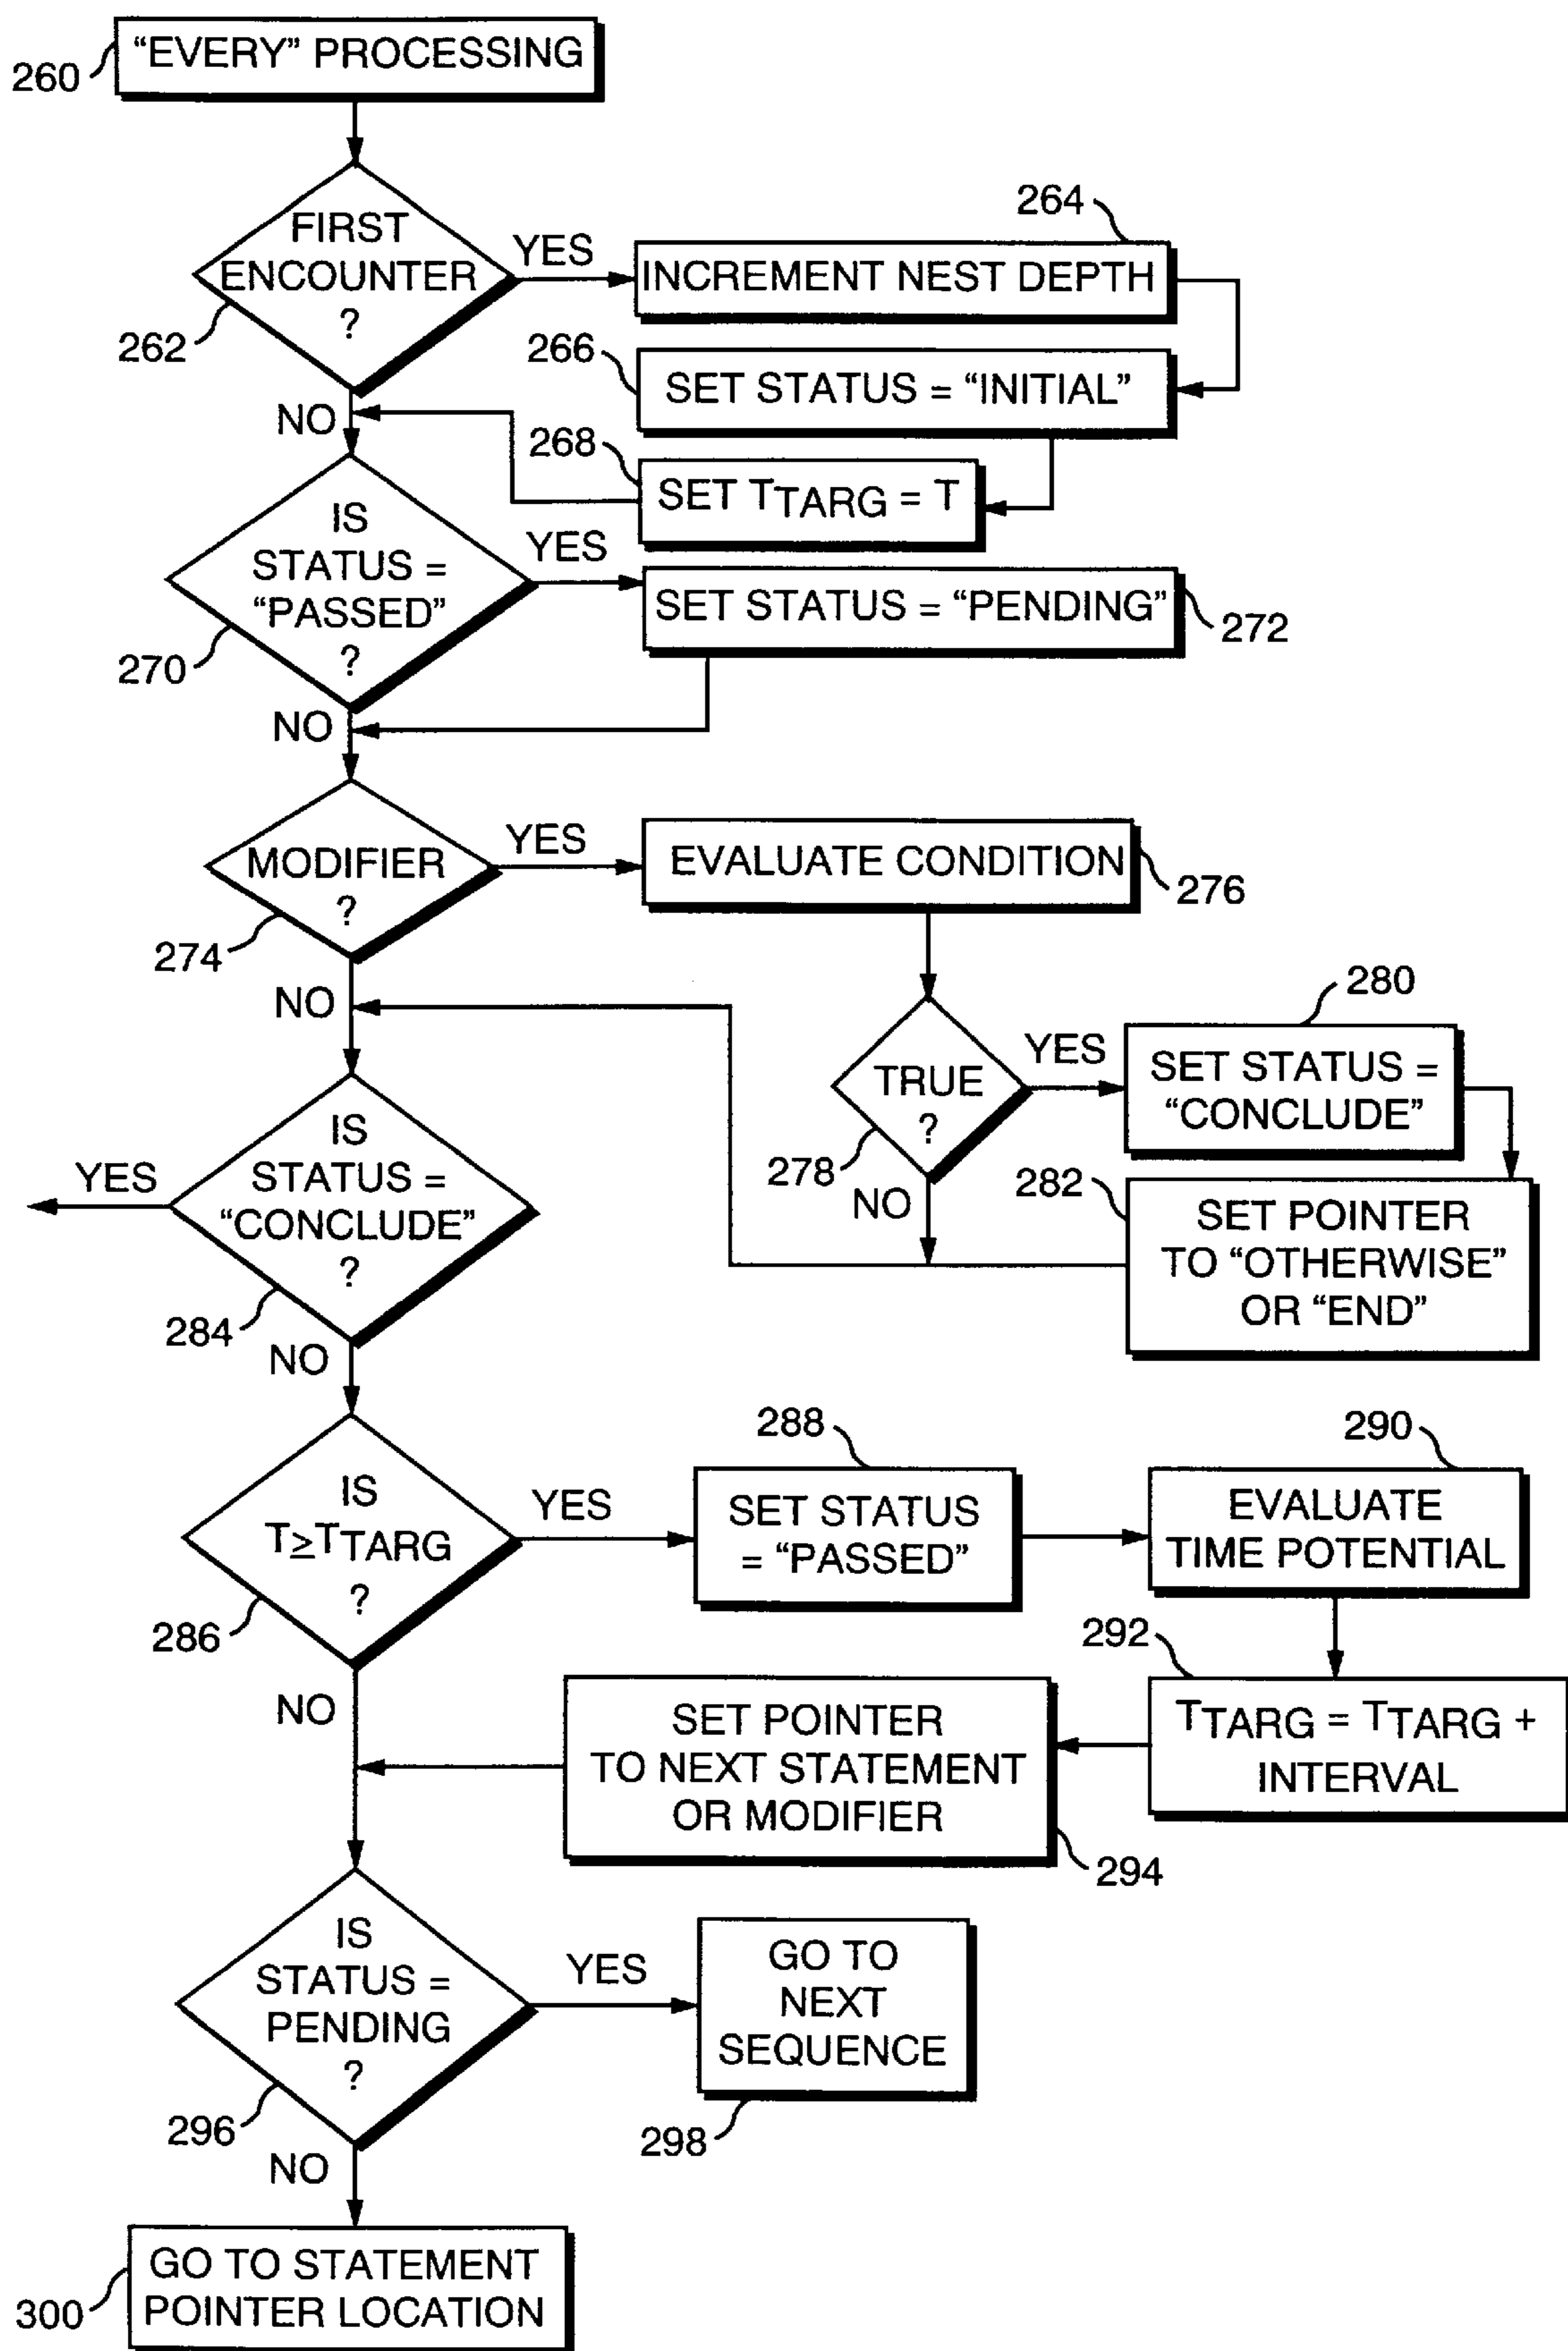 260
“EVERY” PROCESSING
FIRST
ENCOUNTER
?
262
YES
NO
264
INCREMENT NEST DEPTH
266
SET STATUS = “INITIAL”
268
SET TTARG = T
IS
STATUS =
“PASSED”
?
270
YES
NO
SET STATUS = “PENDING”
272
MODIFIER
?
274
YES
NO
EVALUATE CONDITION
276
TRUE
?
278
YES
NO
280
SET STATUS =
“CONCLUDE”
282
SET POINTER
TO “OTHERWISE”
OR “END”
IS
STATUS =
“CONCLUDE”
?
284
YES
NO
IS
T≥TTARG
?
286
YES
NO
288
SET STATUS
= “PASSED”
290
EVALUATE
TIME POTENTIAL
292
TTARG = TTARG +
INTERVAL
SET POINTER
TO NEXT STATEMENT
OR MODIFIER
294
IS
STATUS =
PENDING
?
296
YES
NO
GO TO
NEXT
SEQUENCE
298
GO TO STATEMENT
POINTER LOCATION
300